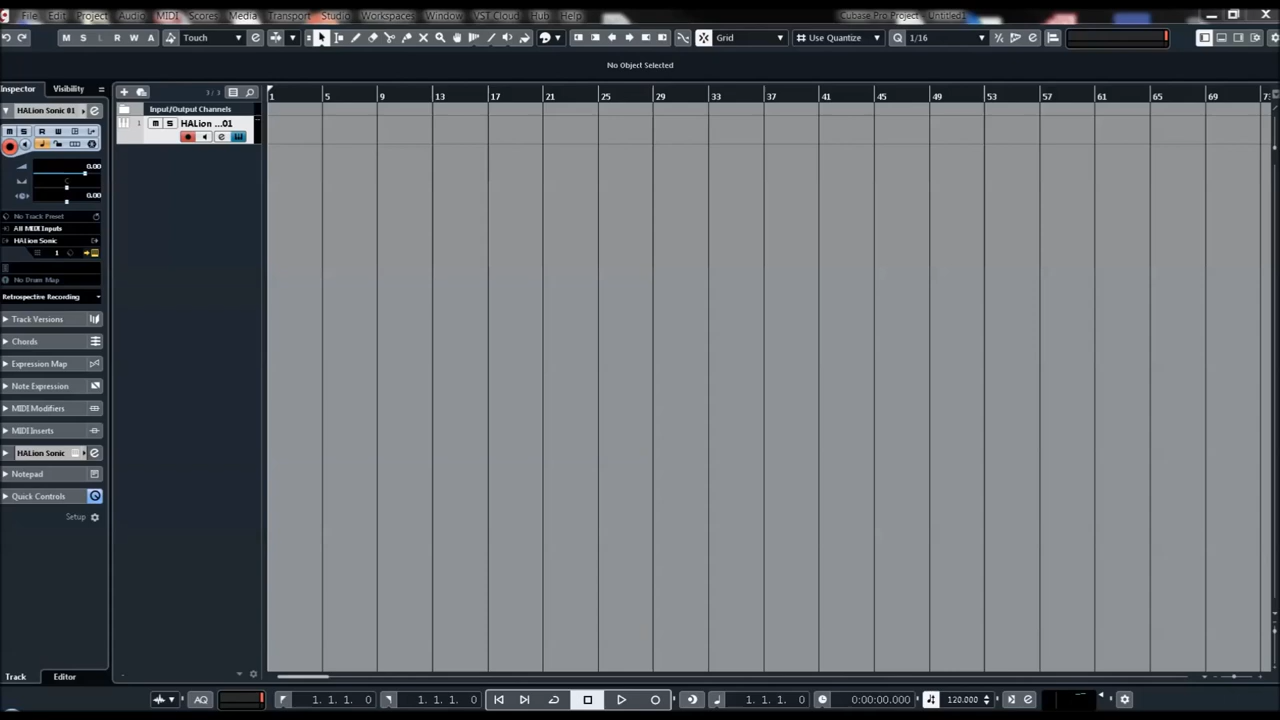 File Edit Project Audio MIDI Scores Media Transport Studio Workspaces Window VST Cloud Hub Help Cubase Pro Project - Untitled1
M S L R W A Touch Grid Use Quantize Q 1/16
No Object Selected
Inspector Visibility 3 / 3
1 5 9 13 17 21 25 29 33 37 41 45 49 53 57 61 65 69 73
HALion Sonic 01 e
Input/Output Channels
1 m S HALion ...01
m S R W
e
0.00
C
0.00
No Track Preset
All MIDI Inputs
HALion Sonic
1
No Drum Map
Retrospective Recording
Track Versions
Chords
Expression Map
Note Expression
MIDI Modifiers
MIDI Inserts
HALion Sonic e
Notepad
Quick Controls
Setup
Track Editor
AQ 1. 1. 1. 0 1. 1. 1. 0 1. 1. 1. 0 0:00:00.000 120.000